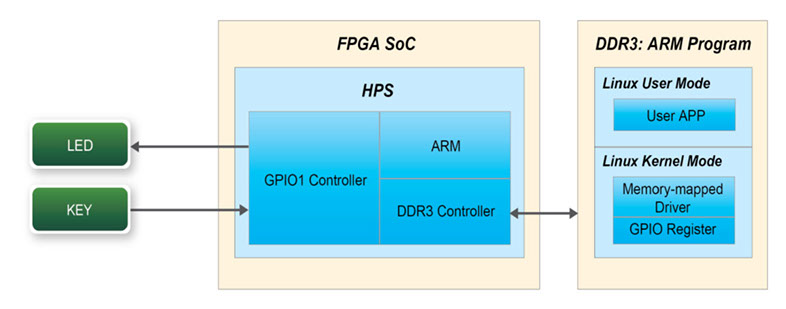 FPGA SoC
HPS
LED
KEY
GPIO1 Controller
ARM
DDR3 Controller
DDR3: ARM Program
Linux User Mode
User APP
Linux Kernel Mode
Memory-mapped
Driver
GPIO Register